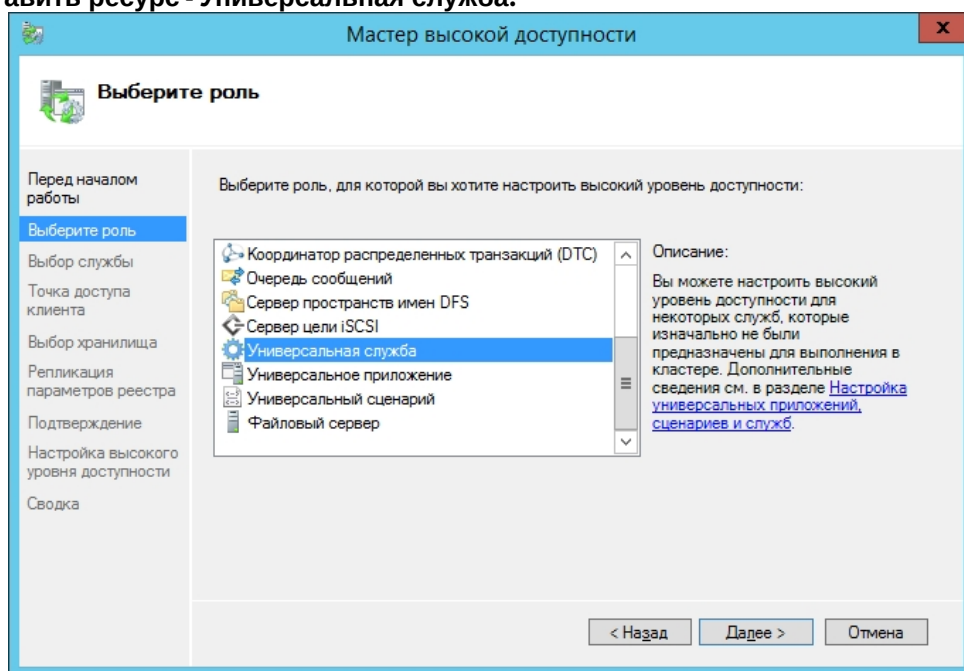 авить ресурс - Универсальная служба.
Мастер высокой доступности
x
Выберите роль
Перед началом
работы
Выберите роль
Выбор службы
Точка доступа
клиента
Выбор хранилища
Репликация
параметров реестра
Подтверждение
Настройка высокого
уровня доступности
Сводка
Выберите роль, для которой вы хотите настроить высокий уровень доступности:
Координатор распределенных транзакций (DTC)
Очередь сообщений
Сервер пространств имен DFS
Сервер цели iSCSI
Универсальная служба
Универсальное приложение
Универсальный сценарий
Файловый сервер
Описание:
Вы можете настроить высокий
уровень доступности для
некоторых служб, которые
изначально не были
предназначены для выполнения в
кластере. Дополнительные
сведения см. в разделе Настройка
универсальных приложений,
сценариев и служб.
< Назад
Далее >
Отмена